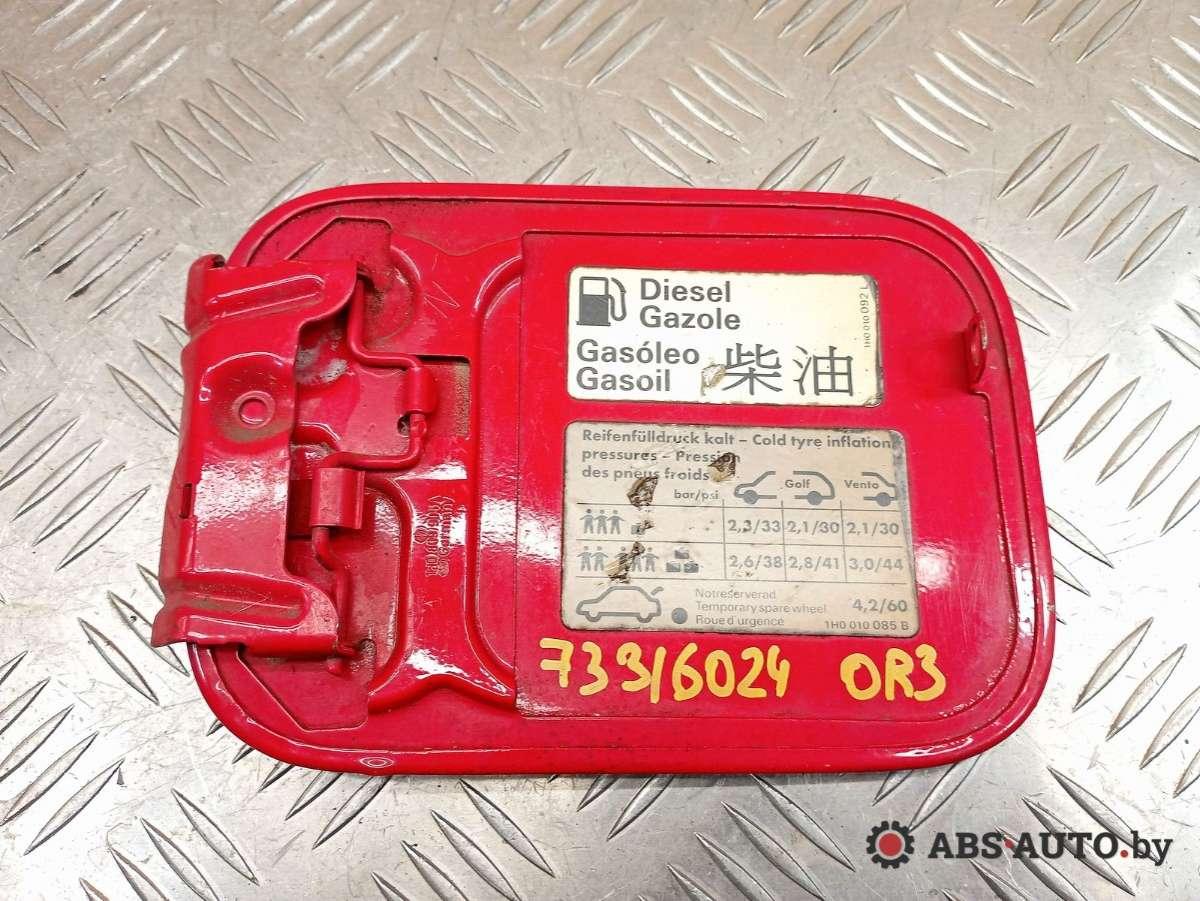 Diesel
Gazole
Gasóleo
Gasoil
柴油
1H0 010 092 L
Reifenfülldruck kalt – Cold tyre inflation
pressures – Pression
des pneus froids
bar/psi Golf Vento
2,3/33 2,1/30 2,1/30
2,6/38 2,8/41 3,0/44
Notreserverad
Temporary spare wheel 4,2/60
Roue d urgence 1H0 010 085 B
Germany
739/6024 OR3
ABS-AUTO.by